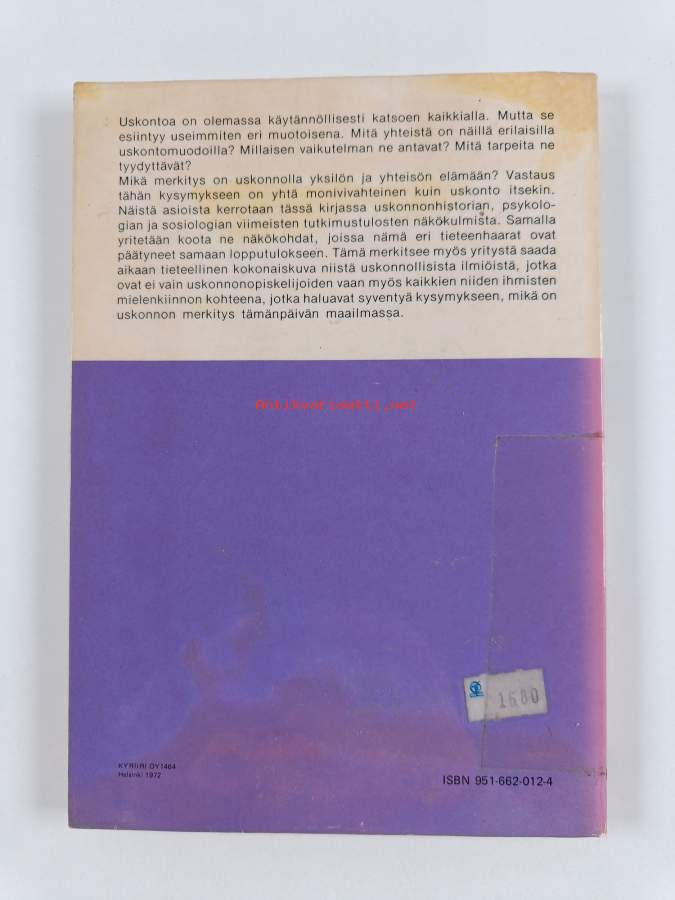 Uskontoa on olemassa käytännöllisesti katsoen kaikkialla. Mutta se
esiintyy useimmiten eri muotoisena. Mitä yhteistä on näillä erilaisilla
uskontomuodoilla? Millaisen vaikutelman ne antavat? Mitä tarpeita ne
tyydyttävät?
Mikä merkitys on uskonnolla yksilön ja yhteisön elämään? Vastaus
tähän kysymykseen on yhtä monivivahteinen kuin uskonto itsekin.
Näistä asioista kerrotaan tässä kirjassa uskonnonhistorian, psykolo-
gian ja sosiologian viimeisten tutkimustulosten näkökulmista. Samalla
yritetään koota ne näkökohdat, joissa nämä eri tieteenhaarat ovat
päätyneet samaan lopputulokseen. Tämä merkitsee myös yritystä saada
aikaan tieteellinen kokonaiskuva niistä uskonnollisista ilmiöistä, jotka
ovat ei vain uskonnonopiskelijoiden vaan myös kaikkien niiden ihmisten
mielenkiinnon kohteena, jotka haluavat syventyä kysymykseen, mikä on
uskonnon merkitys tämänpäivän maailmassa.
Antikvariaatti.net
1680
KYRIIRI OY 1464
Helsinki 1972
ISBN 951-662-012-4